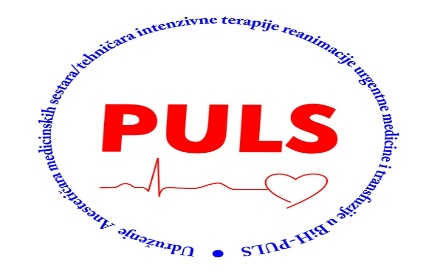 Udruženje Anestetičara medicinskih sestara/tehničara intenzivne terapije reanimacije urgentne medicine i transfuzije u BiH-PULS
PULS